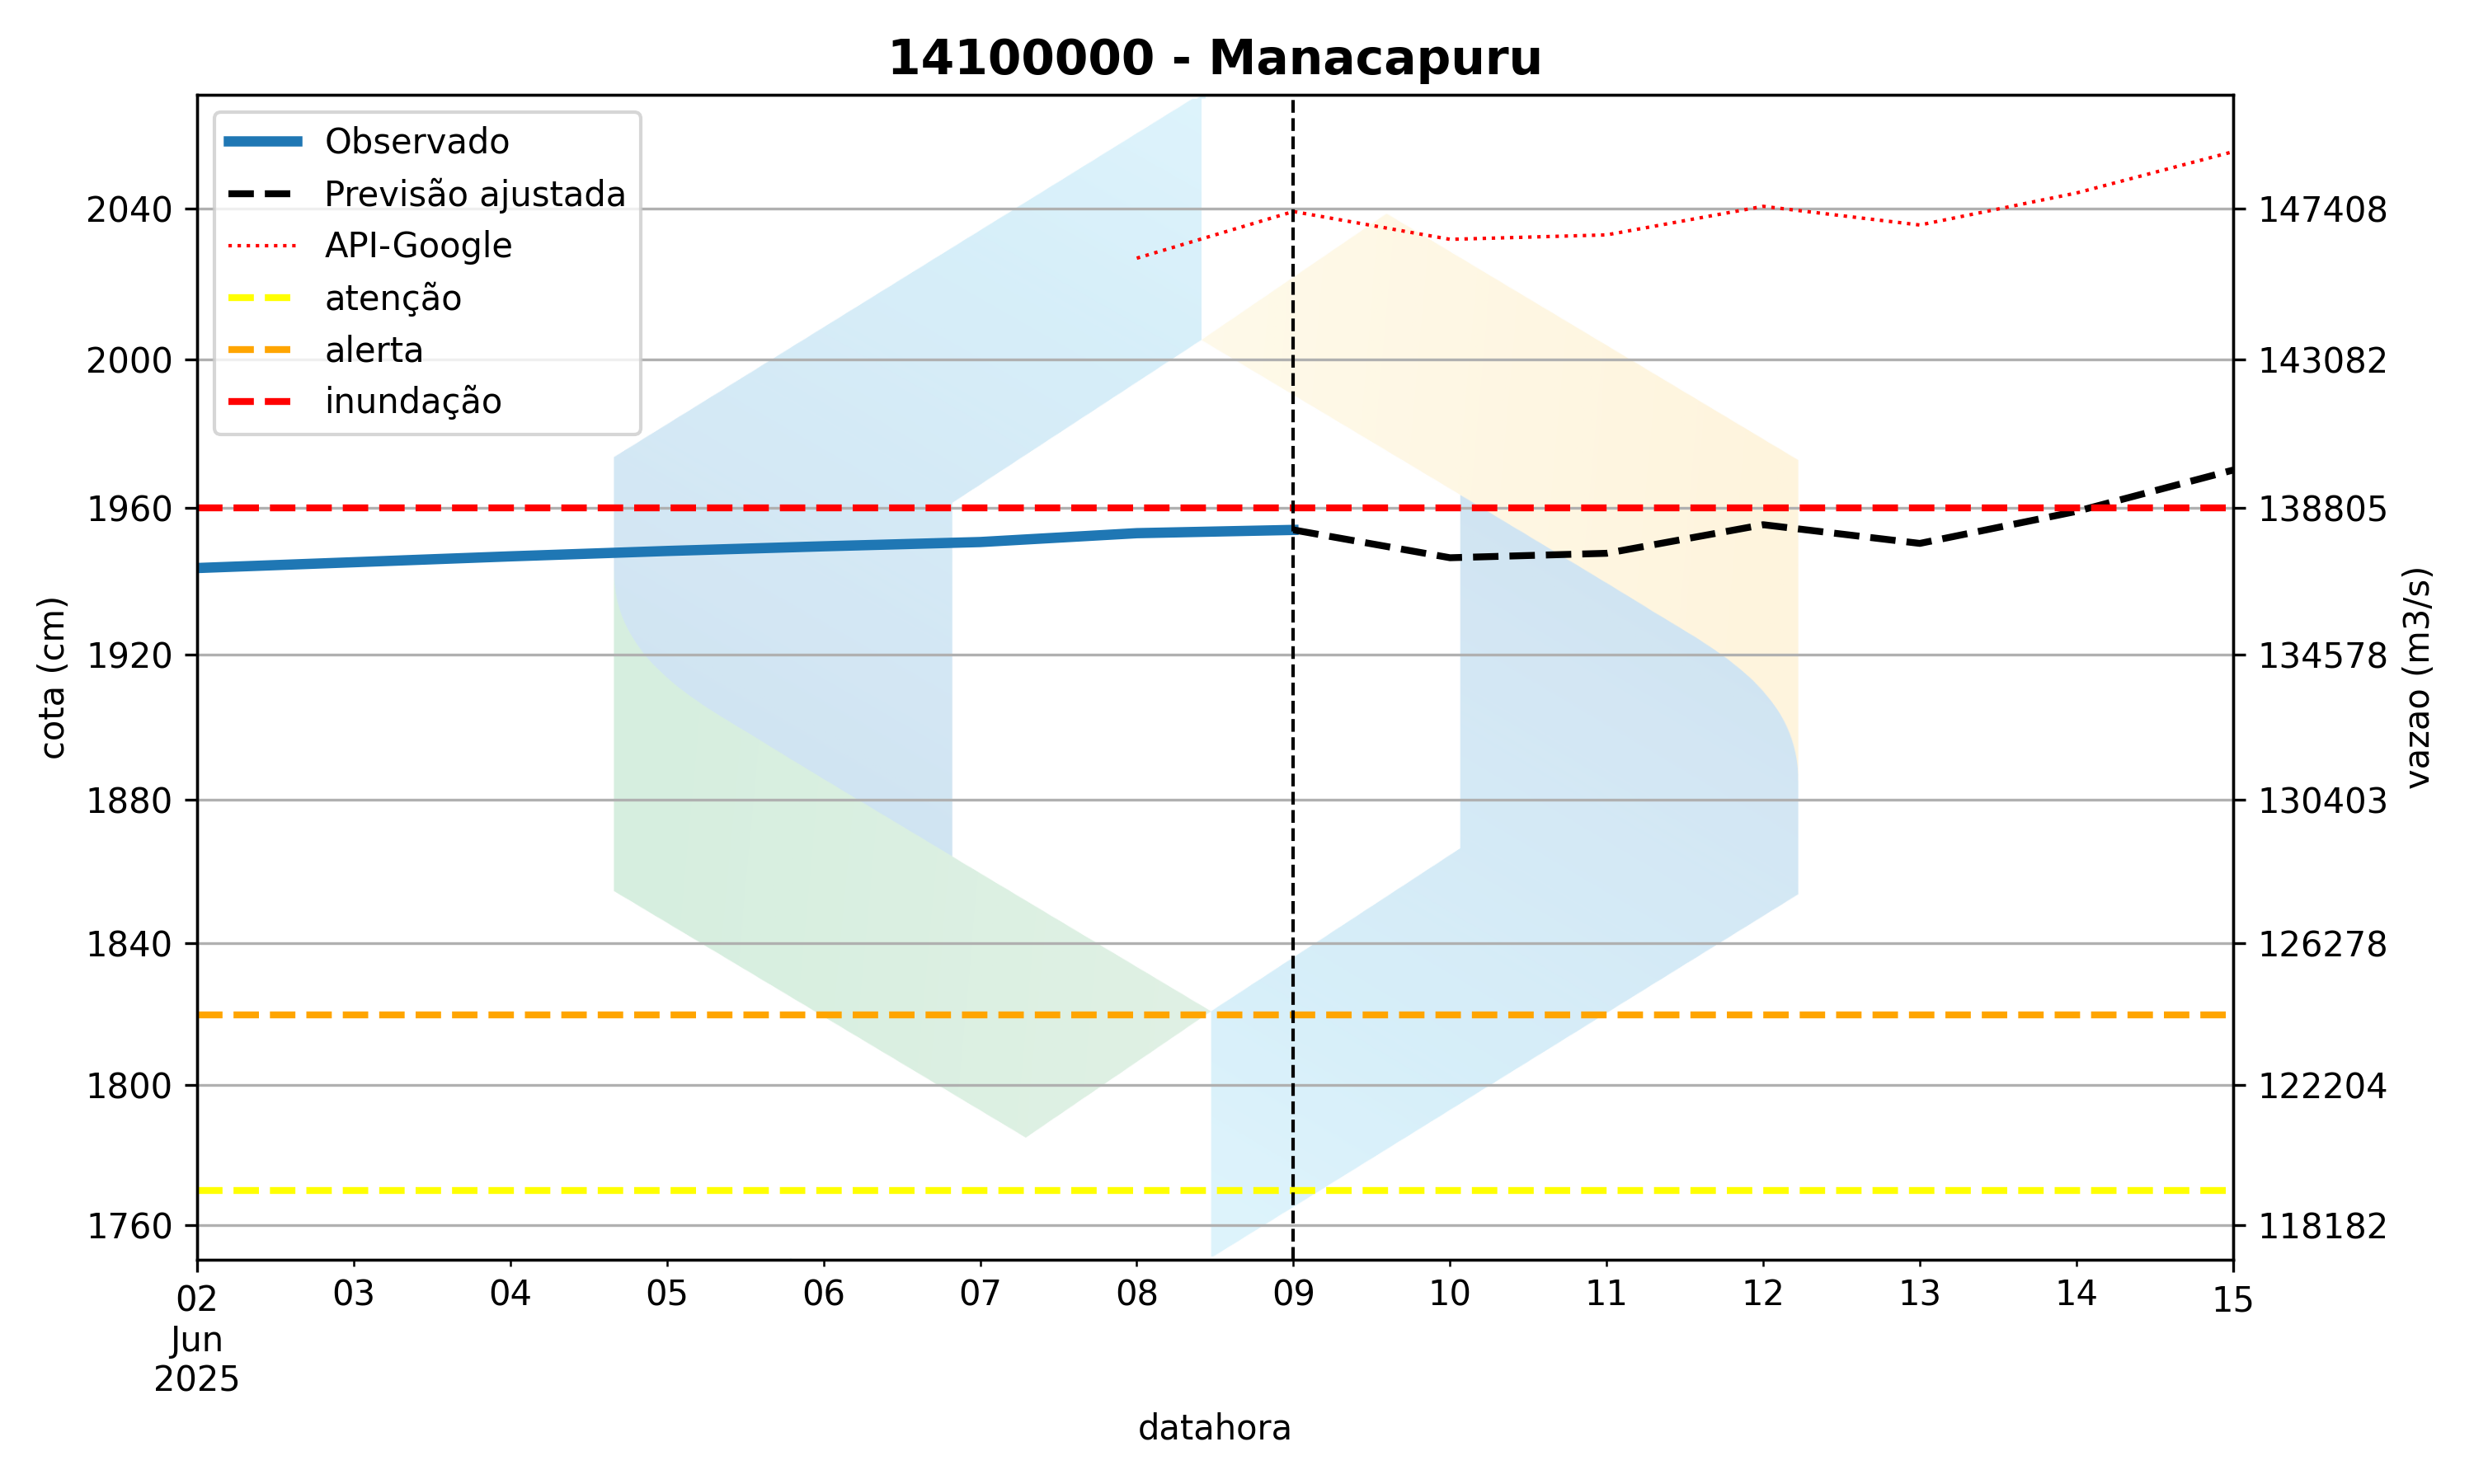 14100000 - Manacapuru
Observado
Previsão ajustada
API-Google
atenção
alerta
inundação
cota (cm)
2040
2000
1960
1920
1880
1840
1800
1760
147408
143082
138805
134578
130403
126278
122204
118182
vazao (m3/s)
02 03 04 05 06 07 08 09 10 11 12 13 14 15
Jun
2025
datahora